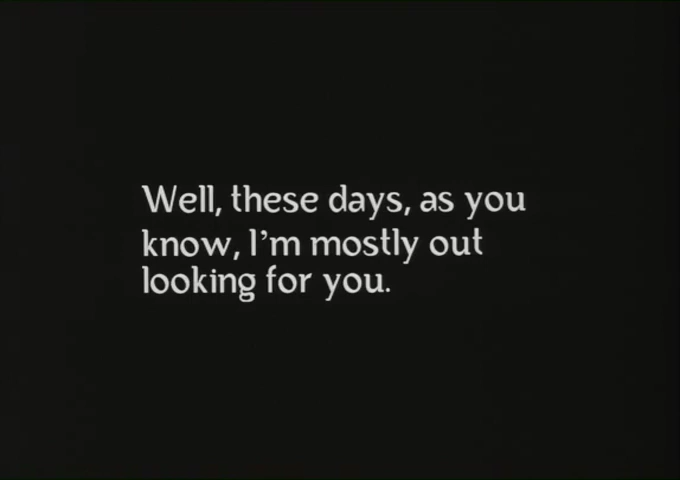 Well, these days, as you
know, I'm mostly out
looking for you.